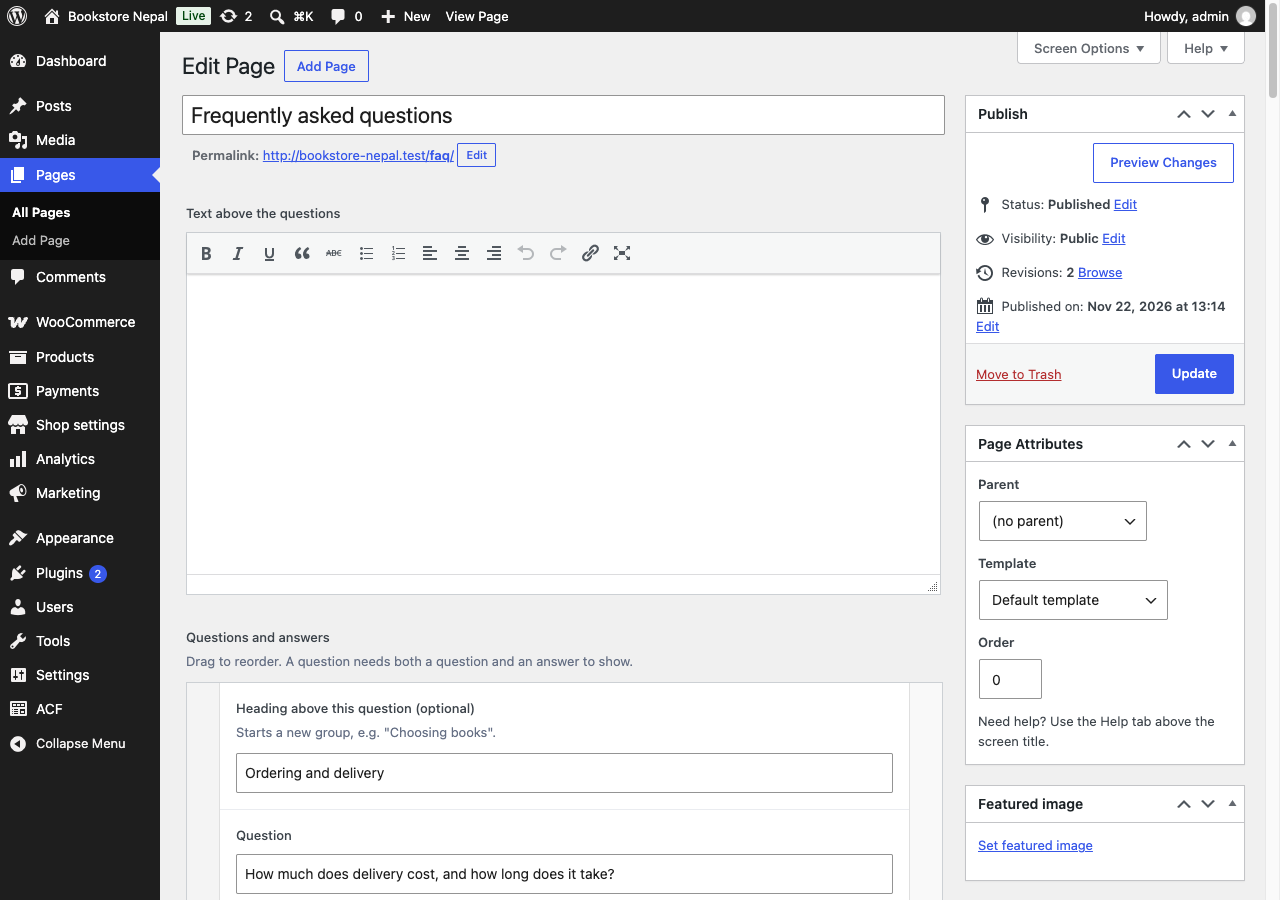 Bookstore Nepal Live 2 ⌘K 0 New View Page Howdy, admin
Dashboard
Posts
Media
Pages
All Pages
Add Page
Comments
WooCommerce
Products
Payments
Shop settings
Analytics
Marketing
Appearance
Plugins 2
Users
Tools
Settings
ACF
Collapse Menu
Screen Options ▼ Help ▼
Edit Page Add Page
Frequently asked questions
Permalink: http://bookstore-nepal.test/faq/ Edit
Text above the questions
B I U ABC
Questions and answers
Drag to reorder. A question needs both a question and an answer to show.
Heading above this question (optional)
Starts a new group, e.g. "Choosing books".
Ordering and delivery
Question
How much does delivery cost, and how long does it take?
Publish
Preview Changes
Status: Published Edit
Visibility: Public Edit
Revisions: 2 Browse
Published on: Nov 22, 2026 at 13:14
Edit
Move to Trash Update
Page Attributes
Parent
(no parent)
Template
Default template
Order
0
Need help? Use the Help tab above the
screen title.
Featured image
Set featured image